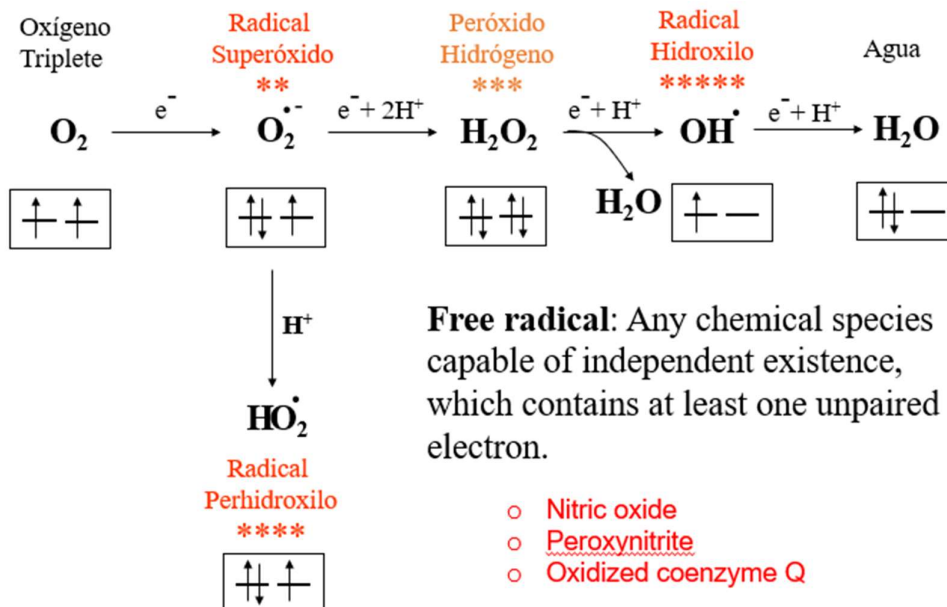 Oxígeno
Triplete
Radical
Superóxido
**
Peróxido
Hidrógeno
***
Radical
Hidroxilo
*****
Agua
O₂
e⁻
O₂•⁻
e⁻+ 2H⁺
H₂O₂
e⁻+ H⁺
OH•
e⁻+ H⁺
H₂O
H₂O
H⁺
HO₂•
Radical
Perhidroxilo
****
Free radical: Any chemical species
capable of independent existence,
which contains at least one unpaired
electron.
o Nitric oxide
o Peroxynitrite
o Oxidized coenzyme Q